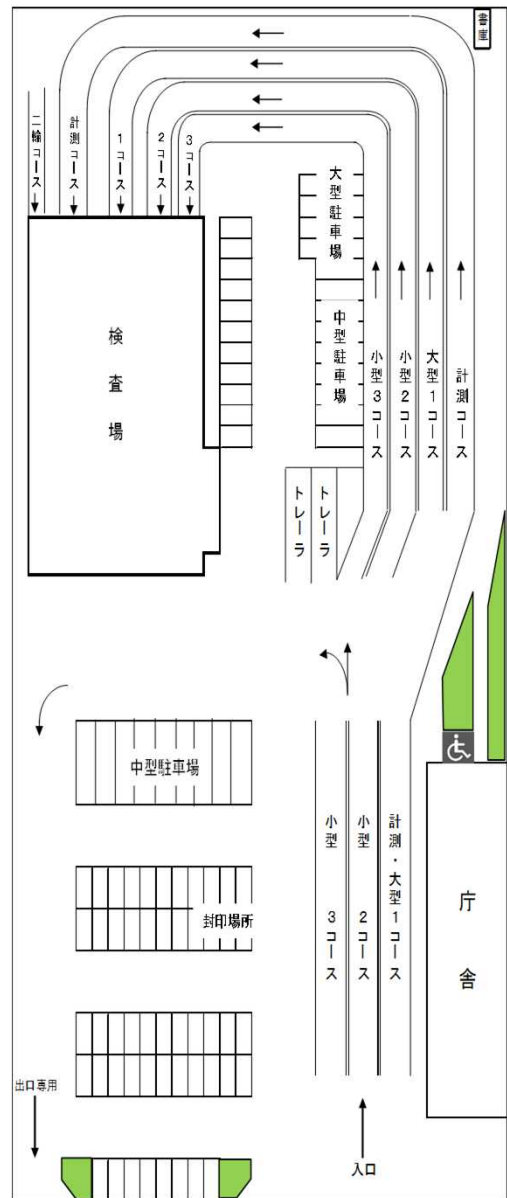 書庫
二輪コース
計測コース
1コース
2コース
3コース
大型駐車場
中型駐車場
小型3コース
小型2コース
大型1コース
計測コース
検査場
トレーラ
トレーラ
中型駐車場
小型 3コース
小型 2コース
計測・大型1コース
庁舎
封印場所
出口専用
入口